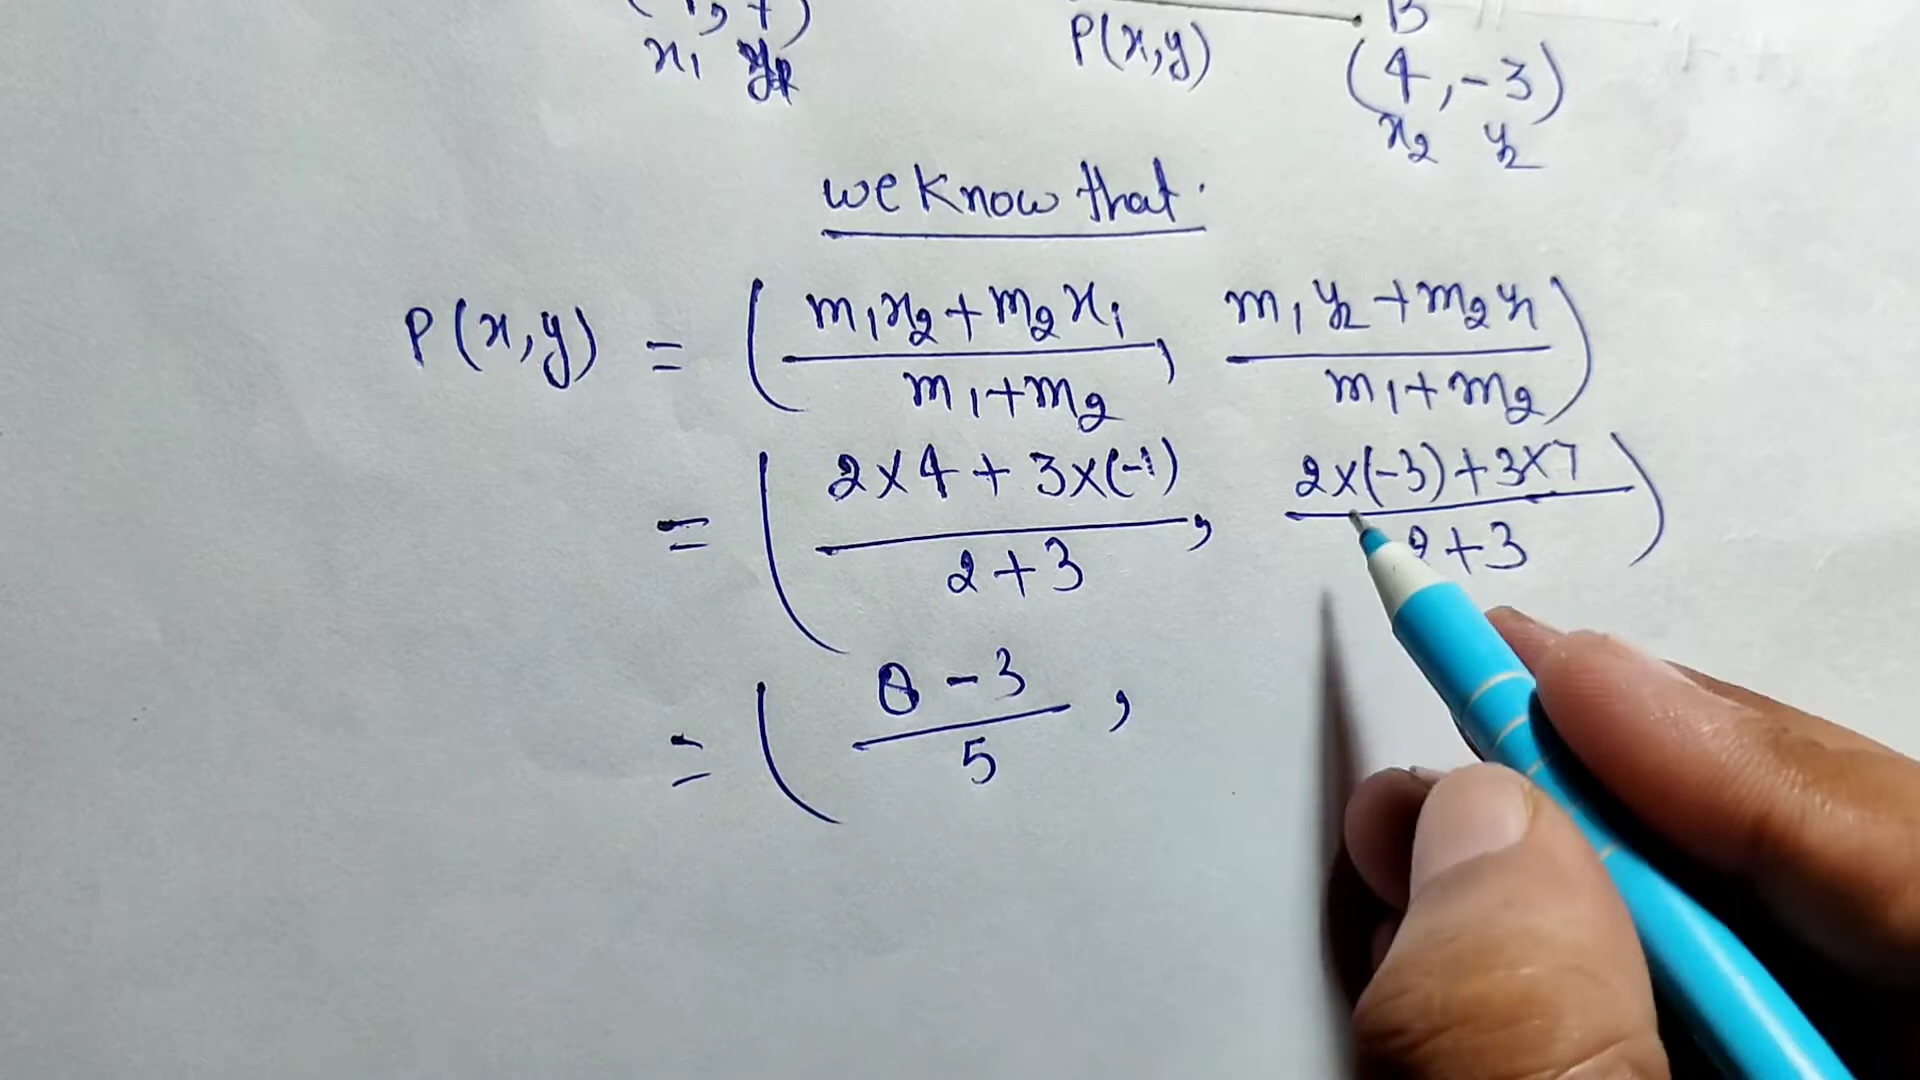 B
P(x,y)
(4,-3)
x₁ y₁
x₂ y₂
we know that.
P(x,y) = (m₁x₂+m₂x₁/m₁+m₂, m₁y₂+m₂y₁/m₁+m₂)
= (2×4+3×(-1)/2+3, 2×(-3)+3×7/2+3)
= (8-3/5,